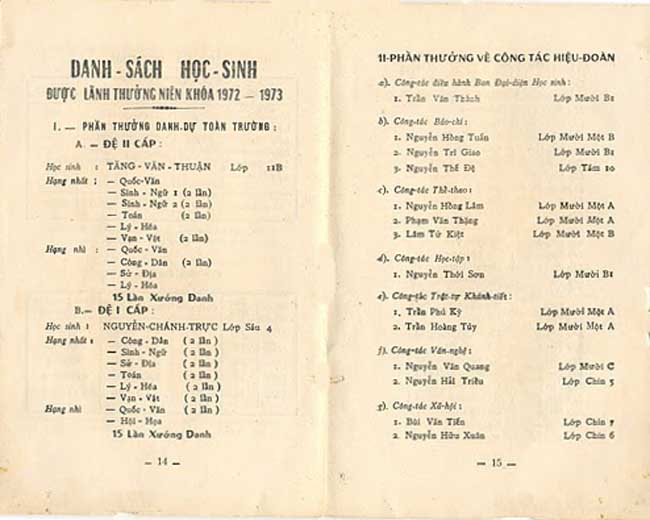 DANH - SÁCH HỌC - SINH
ĐƯỢC LÃNH THƯỞNG NIÊN KHÓA 1972 — 1973
I. — PHẦN THƯỞNG DANH-DỰ TOÀN TRƯỜNG :
A. — ĐỆ II CẤP :
Học sinh : TĂNG - VĂN - THUẬN Lớp 11B
Hạng nhất : — Quốc-Văn
— Sinh - Ngữ 1 (2 lần)
— Sinh - Ngữ 2 (2 lần)
— Toán (2 lần)
— Lý - Hóa
— Vạn - Vật (2 lần)
Hạng nhì : — Quốc - Văn
— Công - Dân (2 lần)
— Sử - Địa
— Lý - Hóa
15 Lần Xướng Danh
B.— ĐỆ I CẤP :
Học sinh : NGUYỄN-CHÁNH-TRỰC Lớp Sáu 4
Hạng nhất : — Công - Dân (2 lần)
— Sinh - Ngữ (2 lần)
— Sử - Địa (2 lần)
— Toán (2 lần)
— Lý - Hóa (2 lần)
— Vạn - Vật (2 lần)
Hạng nhì — Quốc - Văn (2 lần)
— Hội - Họa
15 Lần Xướng Danh
— 14 —
II-PHẦN THƯỞNG VỀ CÔNG TÁC HIỆU-ĐOÀN
a). Công-tác điều hành Ban Đại-diện Học sinh :
1. Trần Văn Thành Lớp Mười B1
b). Công-tác Báo-chí :
1. Nguyễn Hồng Tuấn Lớp Mười Một B
2. Nguyễn Trí Giao Lớp Mười B1
3. Nguyễn Thế Độ Lớp Tám 10
c). Công-tác Thể-thao :
1. Nguyễn Hồng Lâm Lớp Mười Một A
2. Phạm Văn Thặng Lớp Mười Một A
3. Lâm Tứ Kiệt Lớp Mười Một B
d). Công-tác Học-tập :
1. Nguyễn Thới Sơn Lớp Mười B1
e). Công-tác Trật-tự Khánh-tiết :
1. Trần Phú Kỳ Lớp Mười Một A
2. Trần Hoàng Túy Lớp Mười Một A
f). Công-tác Văn-nghệ :
1. Nguyễn Văn Quang Lớp Mười C
2. Nguyễn Hải Triều Lớp Chín 5
g). Công-tác Xã-hội :
1. Bùi Văn Tiến Lớp Chín 7
2. Nguyễn Hữu Xuân Lớp Chín 6
— 15 —